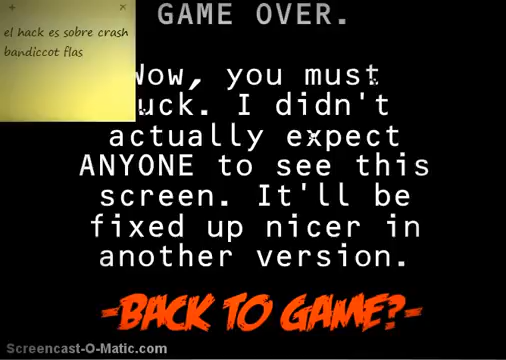 GAME OVER.
el hack es sobre crash
bandiccot flas
Wow, you must
uck. I didn't
actually expect
ANYONE to see this
screen. It'll be
fixed up nicer in
another version.
-BACK TO GAME?-
Screencast-O-Matic.com